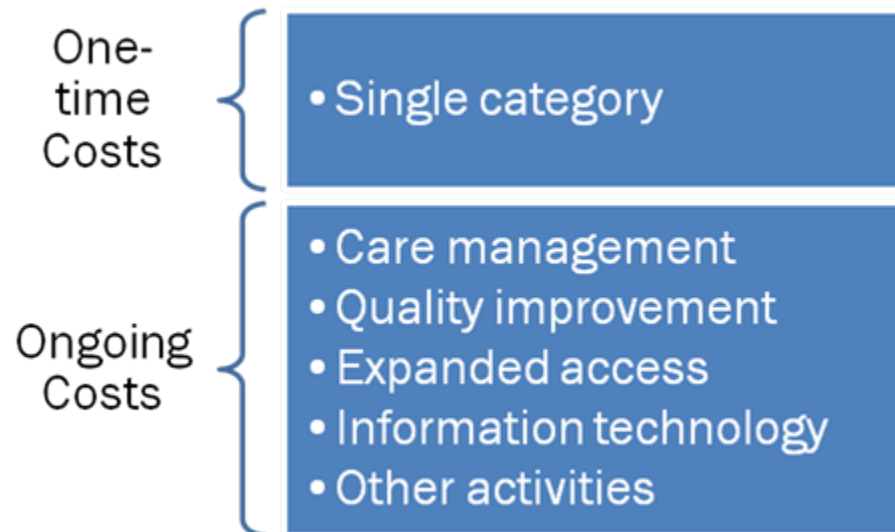 One-
time
Costs
• Single category
Ongoing
Costs
• Care management
• Quality improvement
• Expanded access
• Information technology
• Other activities